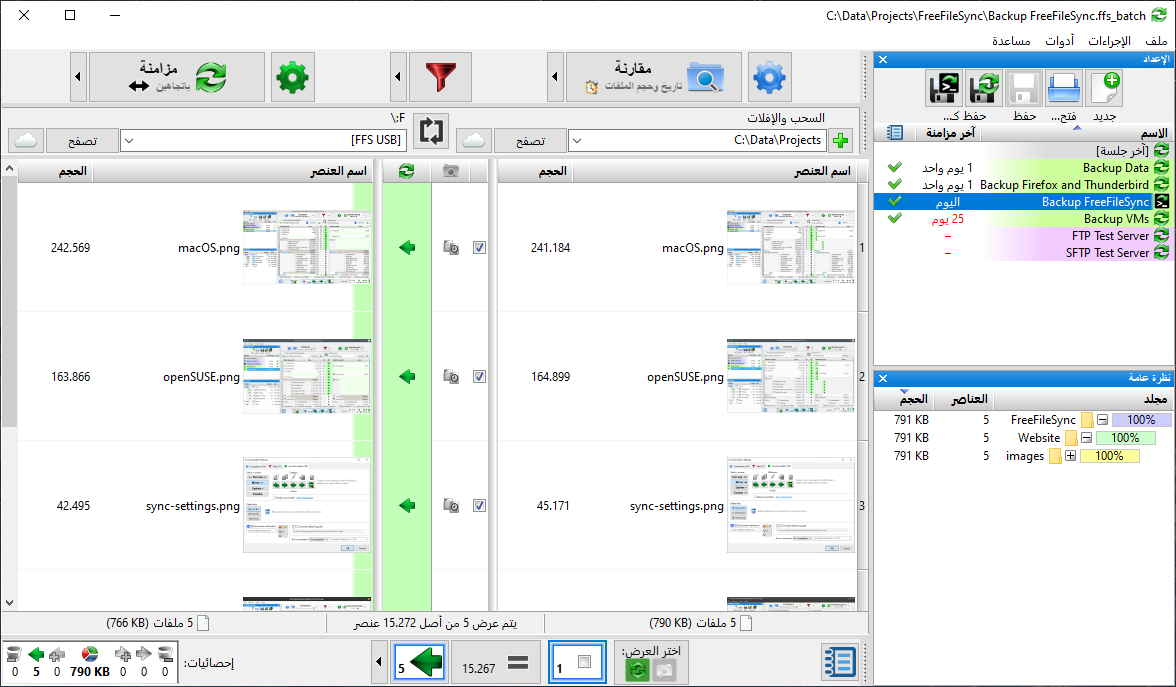 C:\Data\Projects\FreeFileSync\Backup FreeFileSync.ffs_batch
ملف الإجراءات أدوات مساعدة
الإعداد
جديد فتح... حفظ حفظ كـ...
الاسم آخر مزامنة
[آخر جلسة]
Backup Data 1 يوم واحد
Backup Firefox and Thunderbird 1 يوم واحد
Backup FreeFileSync اليوم
Backup VMs 25 يوم
FTP Test Server –
SFTP Test Server –
نظرة عامة
مجلد العناصر الحجم
100% FreeFileSync 5 791 KB
100% Website 5 791 KB
100% images 5 791 KB
مقارنة
تاريخ وحجم الملفات
مزامنة
باتجاهين
السحب والإفلات
C:\Data\Projects
تصفح
F:\
[FFS USB]
تصفح
اسم العنصر الحجم
اسم العنصر الحجم
1 macOS.png 241.184
macOS.png 242.569
2 openSUSE.png 164.899
openSUSE.png 163.866
3 sync-settings.png 45.171
sync-settings.png 42.495
5 ملفات (790 KB)
يتم عرض 5 من أصل 15.272 عنصر
5 ملفات (766 KB)
اختر العرض:
1
15.267
5
إحصائيات:
0 0 0 790 KB 0 5 0